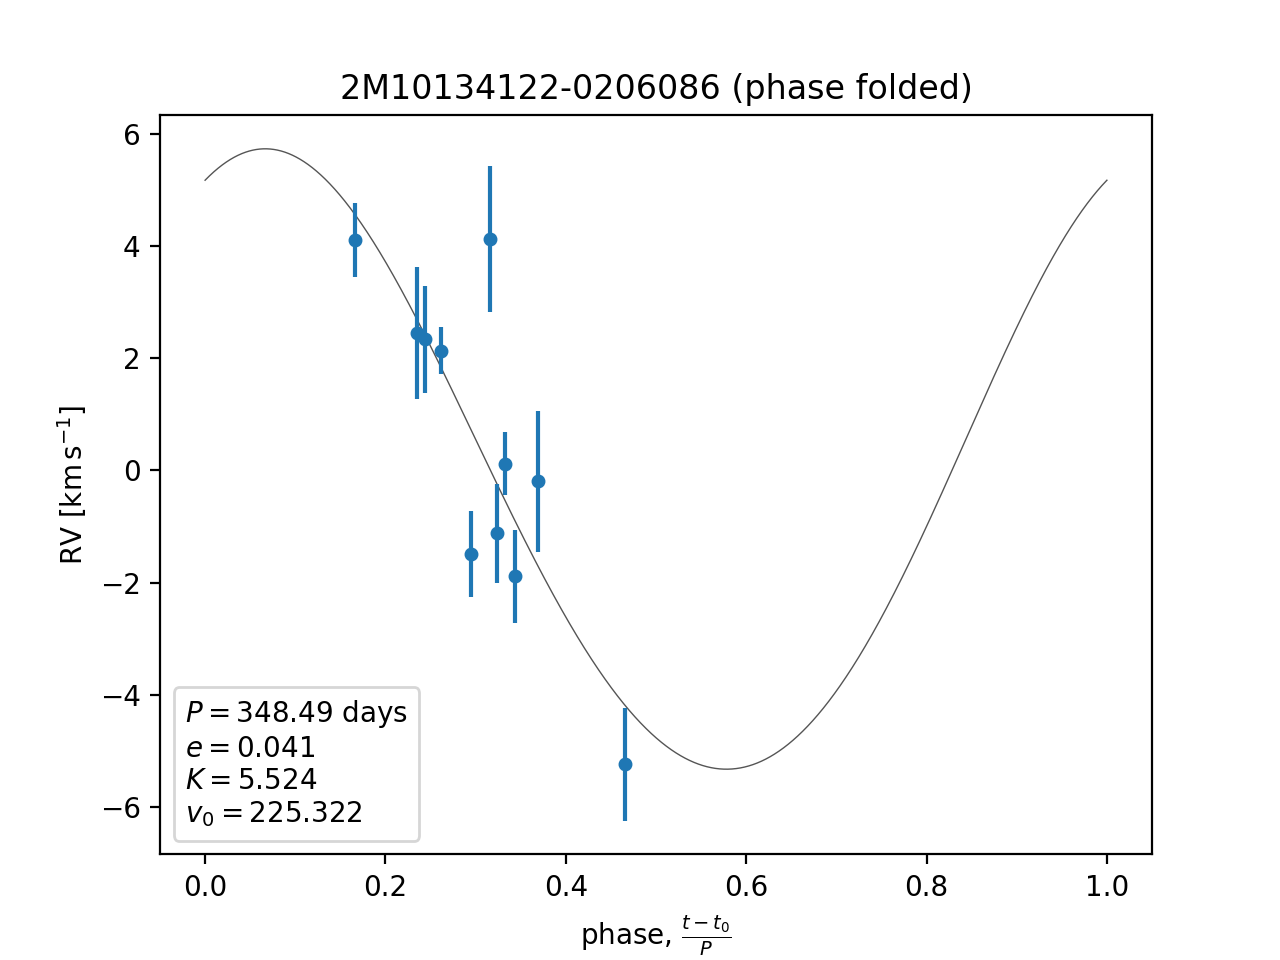 2M10134122-0206086 (phase folded)
6
4
2
0
−2
−4
−6
RV [km s⁻¹]
P = 348.49 days
e = 0.041
K = 5.524
v₀ = 225.322
0.0 0.2 0.4 0.6 0.8 1.0
phase, (t − t₀)/P